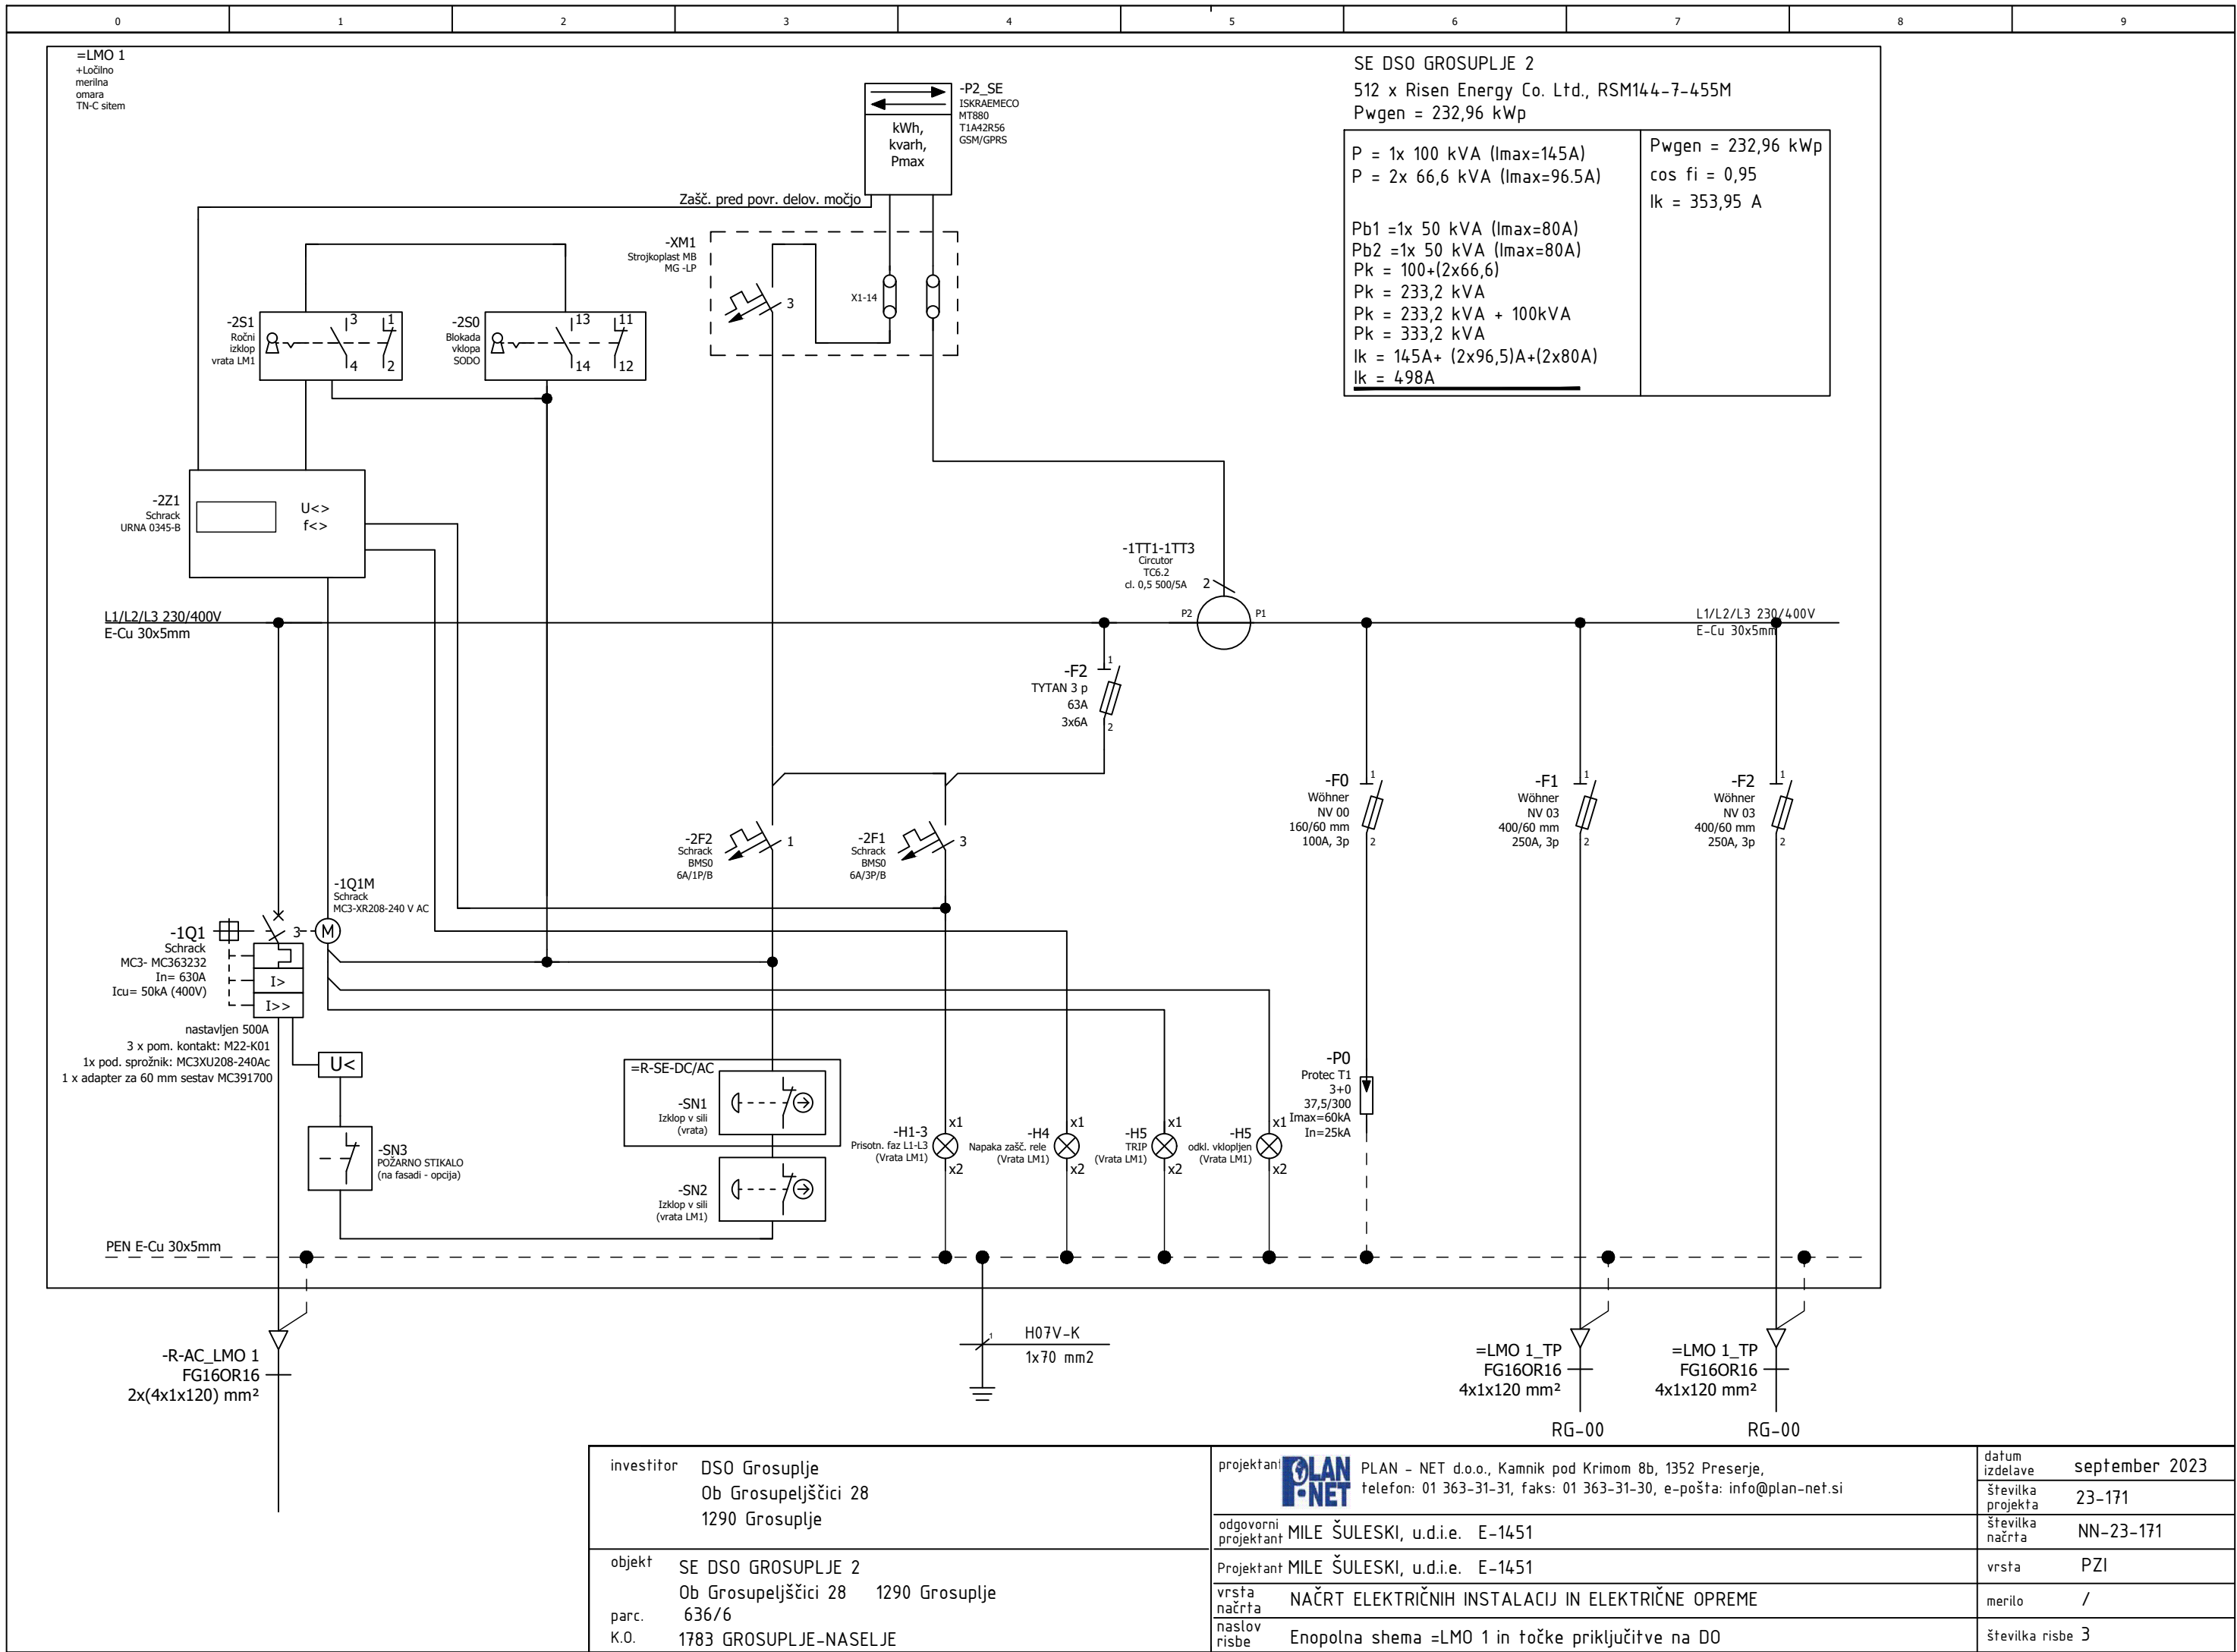 0 1 2 3 4 5 6 7 8 9
=LMO 1
+Ločilno
merilna
omara
TN-C sitem
-P2_SE
ISKRAEMECO
MT880
T1A42R56
GSM/GPRS
kWh,
kvarh,
Pmax
SE DSO GROSUPLJE 2
512 x Risen Energy Co. Ltd., RSM144-7-455M
Pwgen = 232,96 kWp
P = 1x 100 kVA (Imax=145A)
P = 2x 66,6 kVA (Imax=96.5A)
Pb1 =1x 50 kVA (Imax=80A)
Pb2 =1x 50 kVA (Imax=80A)
Pk = 100+(2x66,6)
Pk = 233,2 kVA
Pk = 233,2 kVA + 100kVA
Pk = 333,2 kVA
Ik = 145A+ (2x96,5)A+(2x80A)
Ik = 498A
Pwgen = 232,96 kWp
cos fi = 0,95
Ik = 353,95 A
Zašč. pred povr. delov. močjo
-XM1
Strojkoplast MB
MG -LP
3
X1-14
-2S1
Ročni
izklop
vrata LM1
3 1
4 2
-2S0
Blokada
vklopa
SODO
13 11
14 12
-2Z1
Schrack
URNA 0345-B
U<>
f<>
-1TT1-1TT3
Circutor
TC6.2
cl. 0,5 500/5A
2
P2 P1
L1/L2/L3 230/400V
E-Cu 30x5mm
L1/L2/L3 230/400V
E-Cu 30x5mm
-F2
TYTAN 3 p
63A
3x6A
1
2
-2F2
Schrack
BMS0
6A/1P/B
1
-2F1
Schrack
BMS0
6A/3P/B
3
-F0
Wöhner
NV 00
160/60 mm
100A, 3p
1
2
-F1
Wöhner
NV 03
400/60 mm
250A, 3p
1
2
-F2
Wöhner
NV 03
400/60 mm
250A, 3p
1
2
-1Q1M
Schrack
MC3-XR208-240 V AC
3
M
-1Q1
Schrack
MC3- MC363232
In= 630A
Icu= 50kA (400V)
I>
I>>
nastavljen 500A
3 x pom. kontakt: M22-K01
1x pod. sprožnik: MC3XU208-240Ac
1 x adapter za 60 mm sestav MC391700
U<
-SN3
POŽARNO STIKALO
(na fasadi - opcija)
=R-SE-DC/AC
-SN1
Izklop v sili
(vrata)
-SN2
Izklop v sili
(vrata LM1)
-H1-3
Prisotn. faz L1-L3
(Vrata LM1)
x1
x2
-H4
Napaka zašč. rele
(Vrata LM1)
x1
x2
-H5
TRIP
(Vrata LM1)
x1
x2
-H5
odkl. vklopljen
(Vrata LM1)
x1
x2
-P0
Protec T1
3+0
37,5/300
Imax=60kA
In=25kA
PEN E-Cu 30x5mm
-R-AC_LMO 1
FG16OR16
2x(4x1x120) mm²
1
H07V-K
1x70 mm2
=LMO 1_TP
FG16OR16
4x1x120 mm²
RG-00
=LMO 1_TP
FG16OR16
4x1x120 mm²
RG-00
investitor
DSO Grosuplje
Ob Grosupeljščici 28
1290 Grosuplje
objekt
SE DSO GROSUPLJE 2
Ob Grosupeljščici 28 1290 Grosuplje
parc. 636/6
K.O. 1783 GROSUPLJE-NASELJE
projektant
PLAN NET
PLAN - NET d.o.o., Kamnik pod Krimom 8b, 1352 Preserje,
telefon: 01 363-31-31, faks: 01 363-31-30, e-pošta: info@plan-net.si
odgovorni
projektant MILE ŠULESKI, u.d.i.e. E-1451
Projektant MILE ŠULESKI, u.d.i.e. E-1451
vrsta
načrta NAČRT ELEKTRIČNIH INSTALACIJ IN ELEKTRIČNE OPREME
naslov
risbe Enopolna shema =LMO 1 in točke priključitve na DO
datum
izdelave september 2023
številka
projekta 23-171
številka
načrta NN-23-171
vrsta PZI
merilo /
številka risbe 3